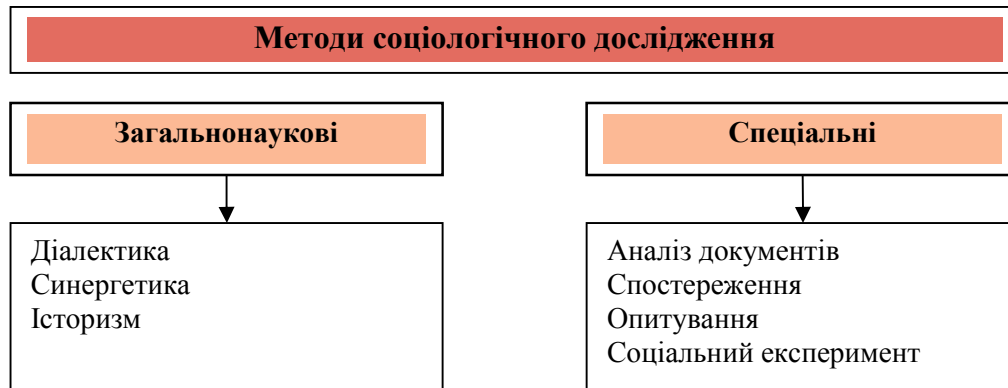 Методи соціологічного дослідження
Загальнонаукові
Спеціальні
Діалектика
Синергетика
Історизм
Аналіз документів
Спостереження
Опитування
Соціальний експеримент